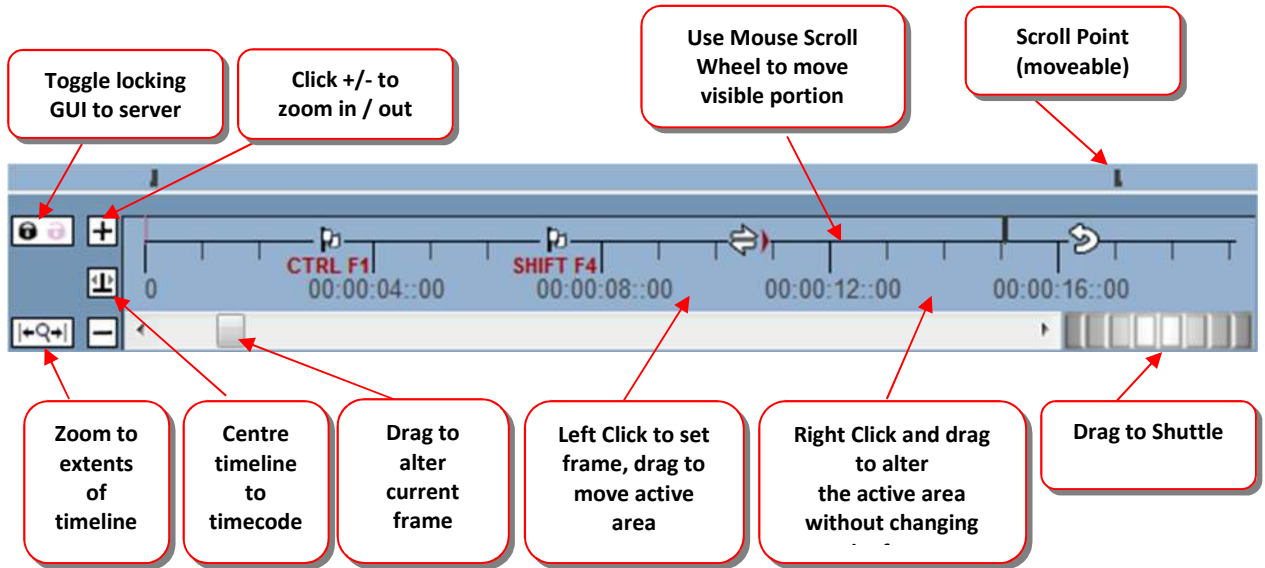 Toggle locking
GUI to server
Click +/- to
zoom in / out
Use Mouse Scroll
Wheel to move
visible portion
Scroll Point
(moveable)
CTRL F1
SHIFT F4
0
00:00:04::00
00:00:08::00
00:00:12::00
00:00:16::00
Zoom to
extents
of
timeline
Centre
timeline
to
timecode
Drag to
alter
current
frame
Left Click to set
frame, drag to
move active
area
Right Click and drag
to alter
the active area
without changing
Drag to Shuttle